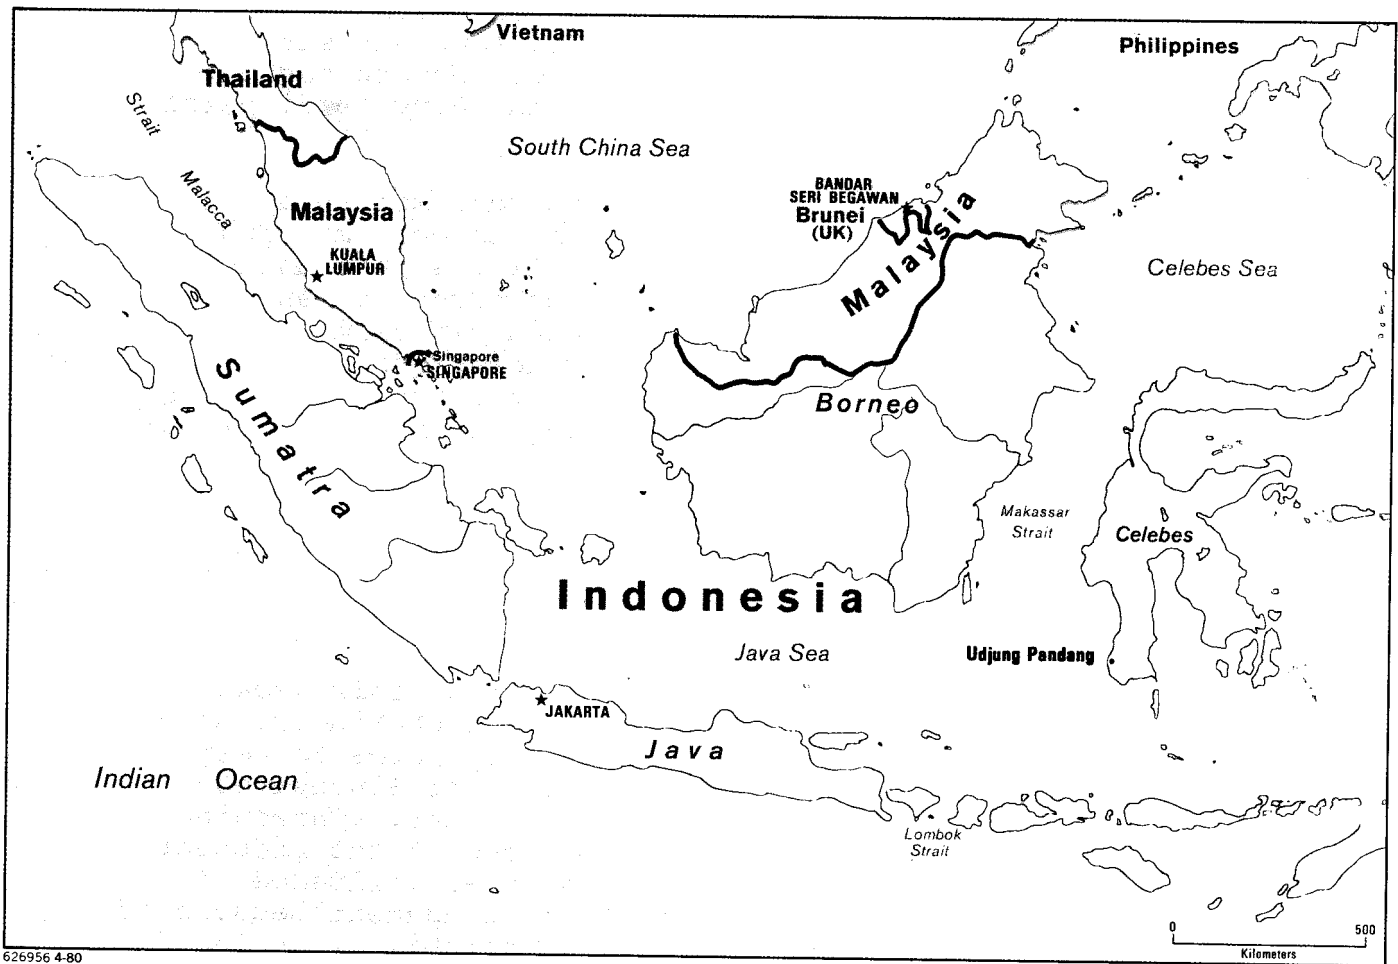 Vietnam
Philippines
Thailand
Strait
Malacca
South China Sea
Malaysia
KUALA
LUMPUR
BANDAR
SERI BEGAWAN
Brunei
(UK)
Malaysia
Celebes Sea
Singapore
SINGAPORE
Sumatra
Borneo
Makassar
Strait
Celebes
Indonesia
Java Sea
Udjung Pandang
JAKARTA
Java
Indian Ocean
Lombok
Strait
0 500
Kilometers
626956 4-80